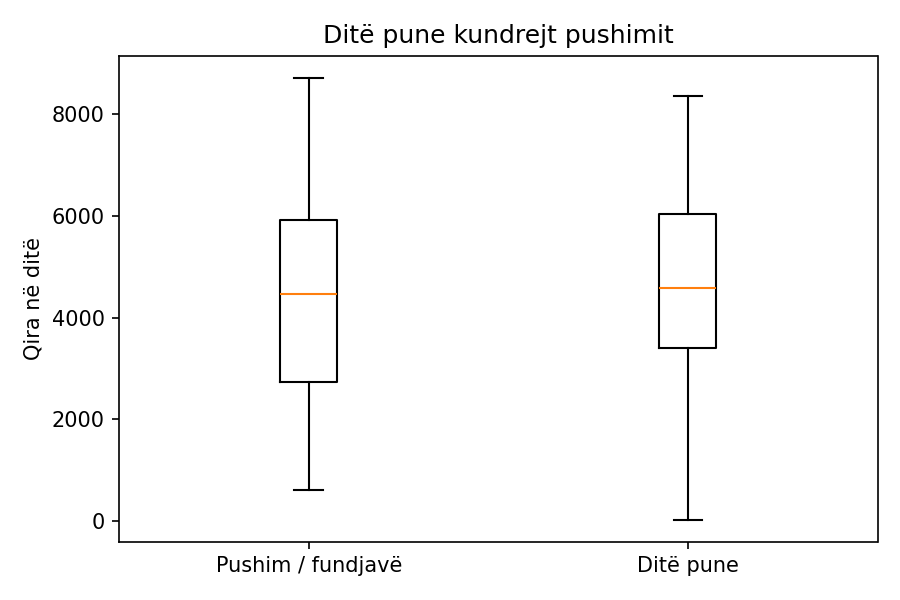 Ditë pune kundrejt pushimit
Qira në ditë
8000
6000
4000
2000
0
Pushim / fundjavë
Ditë pune